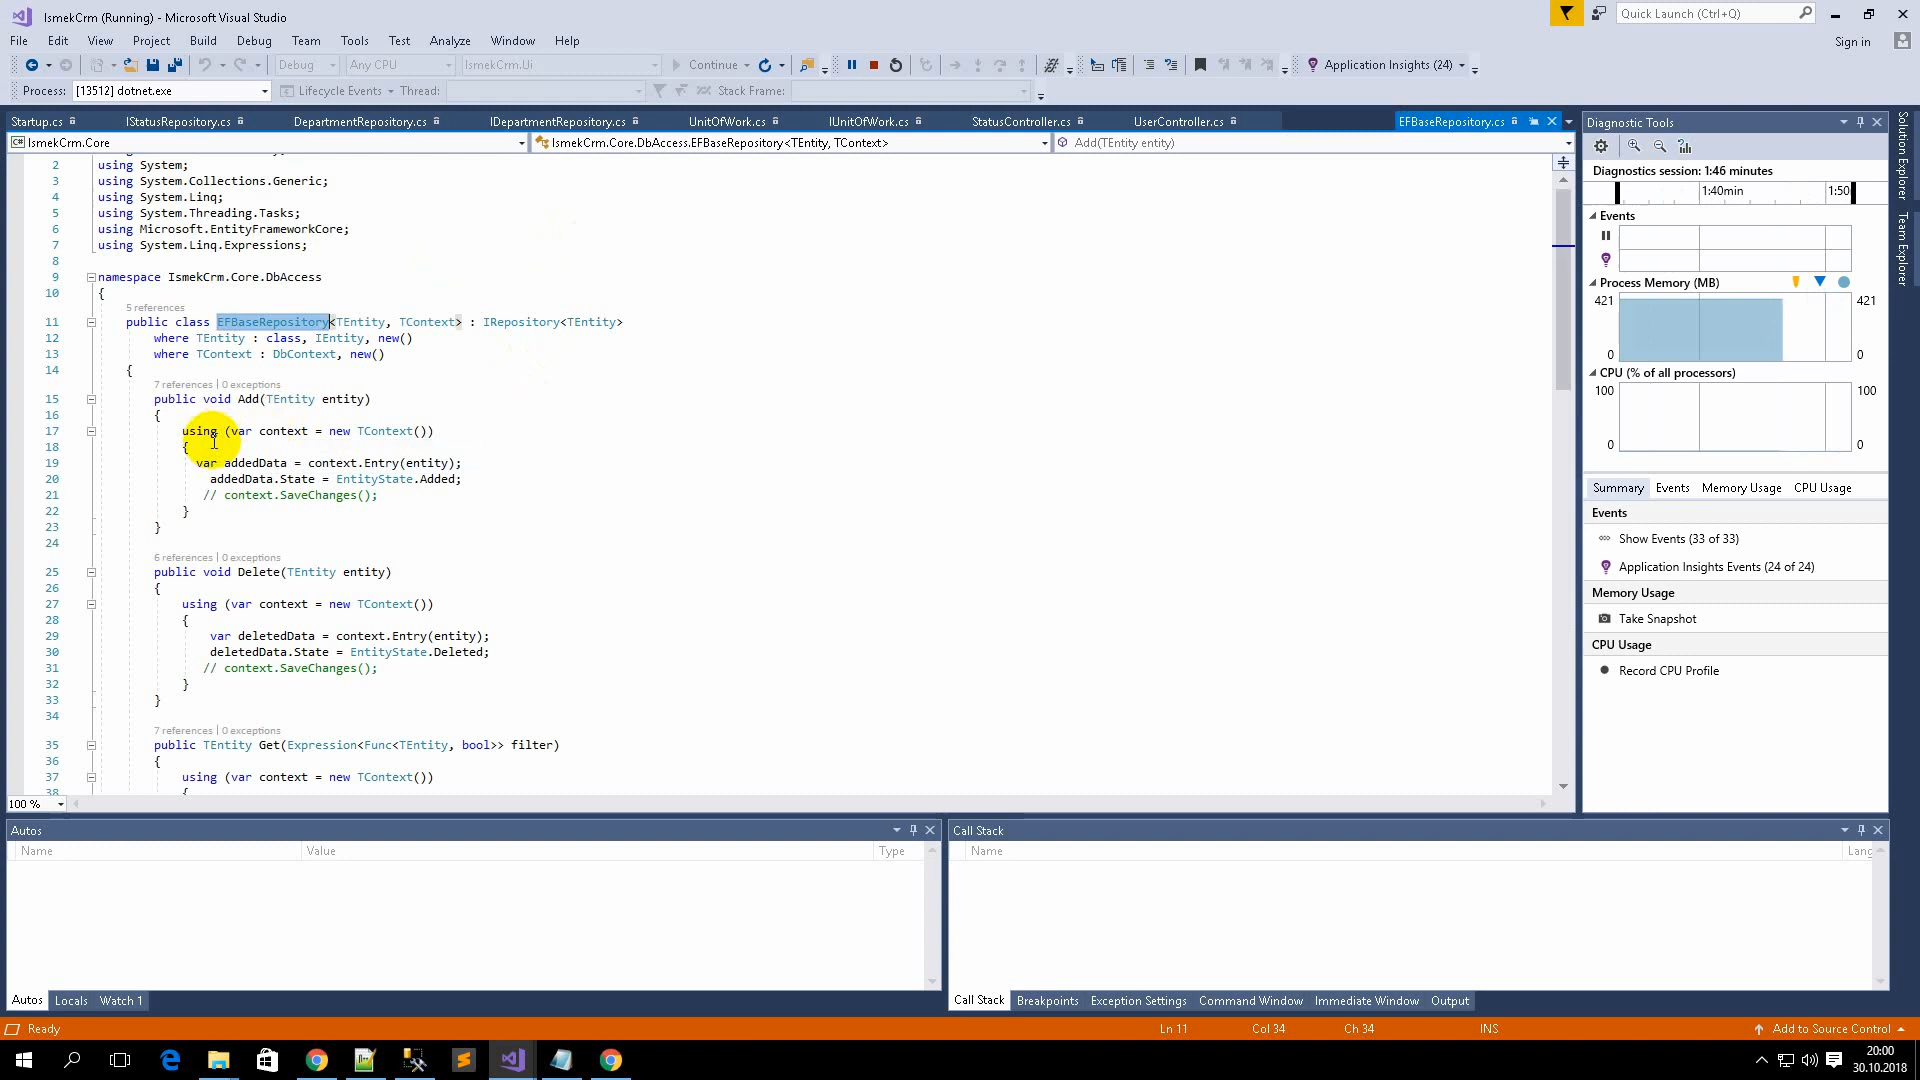 IsmekCrm (Running) - Microsoft Visual Studio
Quick Launch (Ctrl+Q)
File Edit View Project Build Debug Team Tools Test Analyze Window Help
Sign in
Debug Any CPU IsmekCrm.Ui Continue Application Insights (24)
Process: [13512] dotnet.exe Lifecycle Events Thread: Stack Frame:
Startup.cs IStatusRepository.cs DepartmentRepository.cs IDepartmentRepository.cs UnitOfWork.cs IUnitOfWork.cs StatusController.cs UserController.cs EFBaseRepository.cs
IsmekCrm.Core IsmekCrm.Core.DbAccess.EFBaseRepository<TEntity, TContext> Add(TEntity entity)
2 using System;
3 using System.Collections.Generic;
4 using System.Linq;
5 using System.Threading.Tasks;
6 using Microsoft.EntityFrameworkCore;
7 using System.Linq.Expressions;
8
9 namespace IsmekCrm.Core.DbAccess
10 {
5 references
11 public class EFBaseRepository<TEntity, TContext> : IRepository<TEntity>
12 where TEntity : class, IEntity, new()
13 where TContext : DbContext, new()
14 {
7 references | 0 exceptions
15 public void Add(TEntity entity)
16 {
17 using (var context = new TContext())
18 {
19 var addedData = context.Entry(entity);
20 addedData.State = EntityState.Added;
21 // context.SaveChanges();
22 }
23 }
24
6 references | 0 exceptions
25 public void Delete(TEntity entity)
26 {
27 using (var context = new TContext())
28 {
29 var deletedData = context.Entry(entity);
30 deletedData.State = EntityState.Deleted;
31 // context.SaveChanges();
32 }
33 }
34
7 references | 0 exceptions
35 public TEntity Get(Expression<Func<TEntity, bool>> filter)
36 {
37 using (var context = new TContext())
38 {
100 %
Diagnostic Tools
Diagnostics session: 1:46 minutes
1:40min 1:50
Events
Process Memory (MB)
421 421
0 0
CPU (% of all processors)
100 100
0 0
Summary Events Memory Usage CPU Usage
Events
Show Events (33 of 33)
Application Insights Events (24 of 24)
Memory Usage
Take Snapshot
CPU Usage
Record CPU Profile
Solution Explorer
Team Explorer
Autos
Name Value Type
Autos Locals Watch 1
Call Stack
Name Lang
Call Stack Breakpoints Exception Settings Command Window Immediate Window Output
Ready Ln 11 Col 34 Ch 34 INS Add to Source Control
20:00
30.10.2018